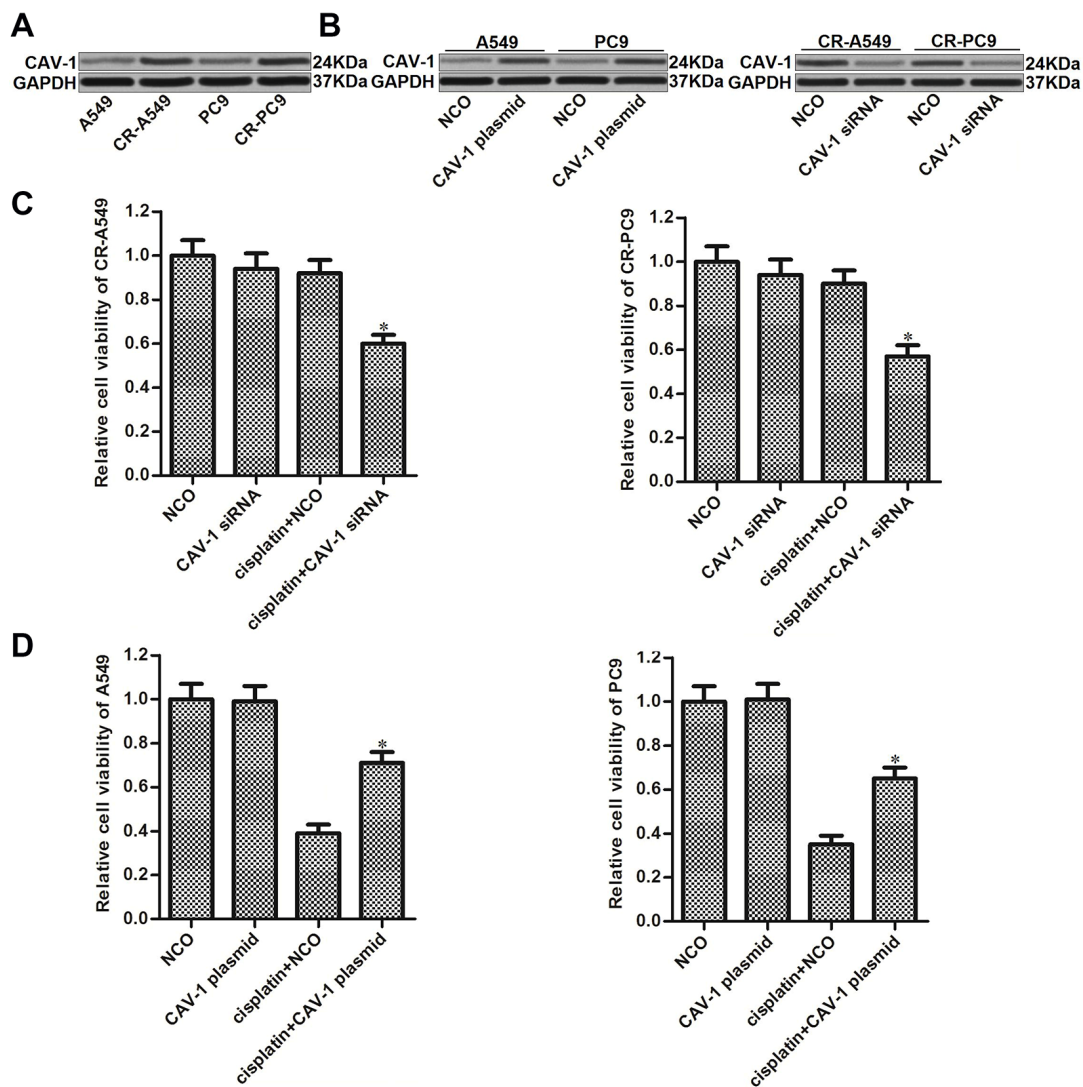 A
CAV-1
24KDa
GAPDH
37KDa
A549
CR-A549
PC9
CR-PC9
B
A549
PC9
CAV-1
24KDa
GAPDH
37KDa
NCO
CAV-1 plasmid
NCO
CAV-1 plasmid
CR-A549
CR-PC9
CAV-1
24KDa
GAPDH
37KDa
NCO
CAV-1 siRNA
NCO
CAV-1 siRNA
C
Relative cell viability of CR-A549
1.2
1.0
0.8
0.6
0.4
0.2
0.0
*
NCO
CAV-1 siRNA
cisplatin+NCO
cisplatin+CAV-1 siRNA
Relative cell viability of CR-PC9
1.2
1.0
0.8
0.6
0.4
0.2
0.0
*
NCO
CAV-1 siRNA
cisplatin+NCO
cisplatin+CAV-1 siRNA
D
Relative cell viability of A549
1.2
1.0
0.8
0.6
0.4
0.2
0.0
*
NCO
CAV-1 plasmid
cisplatin+NCO
cisplatin+CAV-1 plasmid
Relative cell viability of PC9
1.2
1.0
0.8
0.6
0.4
0.2
0.0
*
NCO
CAV-1 plasmid
cisplatin+NCO
cisplatin+CAV-1 plasmid